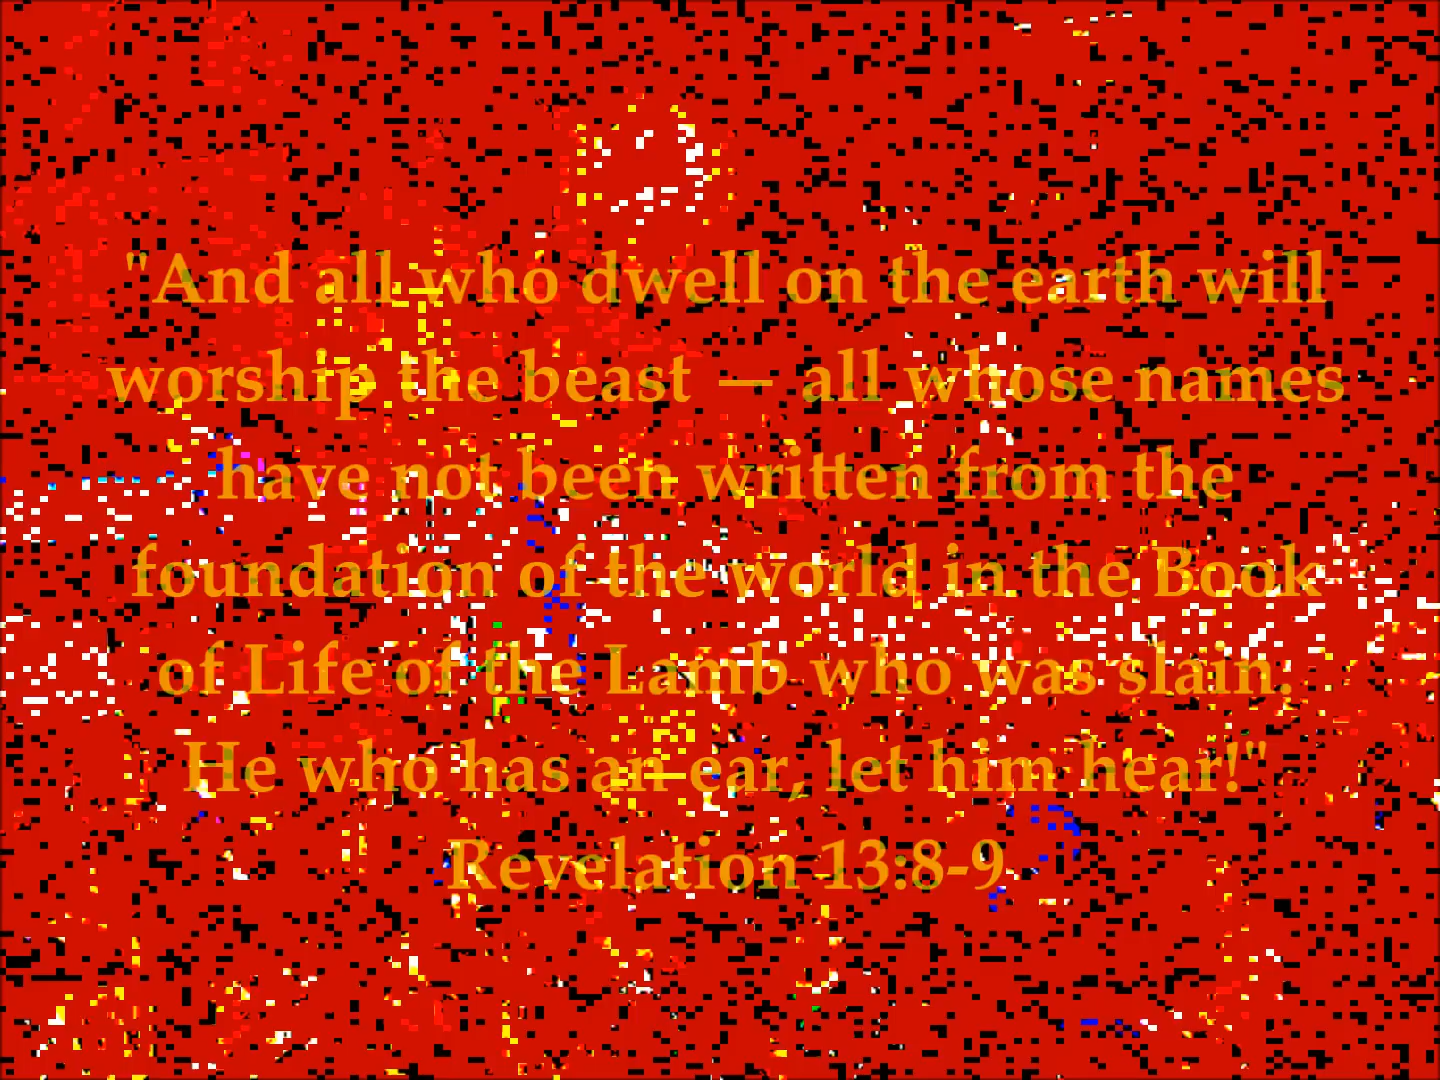 "And all who dwell on the earth will
worship the beast — all whose names
have not been written from the
foundation of the world in the Book
of Life of the Lamb who was slain.
He who has an ear, let him hear!"
Revelation 13:8-9